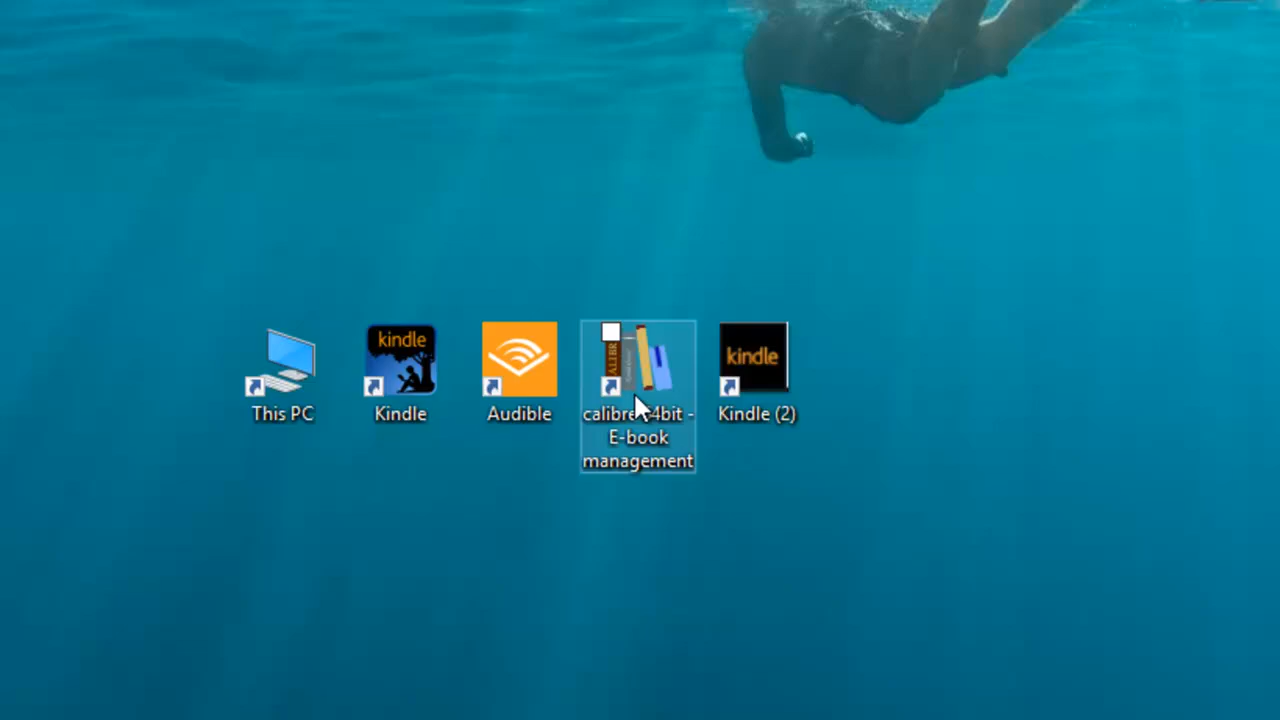 kindle
kindle
This PC
Kindle
Audible
calibre 64bit -
E-book
management
Kindle (2)